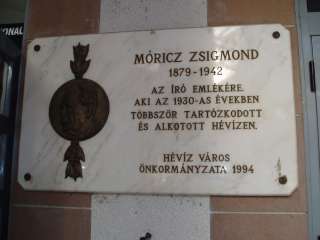 MÓRICZ ZSIGMOND
1879-1942
AZ ÍRÓ EMLÉKÉRE,
AKI AZ 1930-AS ÉVEKBEN
TÖBBSZÖR TARTÓZKODOTT
ÉS ALKOTOTT HÉVÍZEN.
HÉVÍZ VÁROS
ÖNKORMÁNYZATA 1994